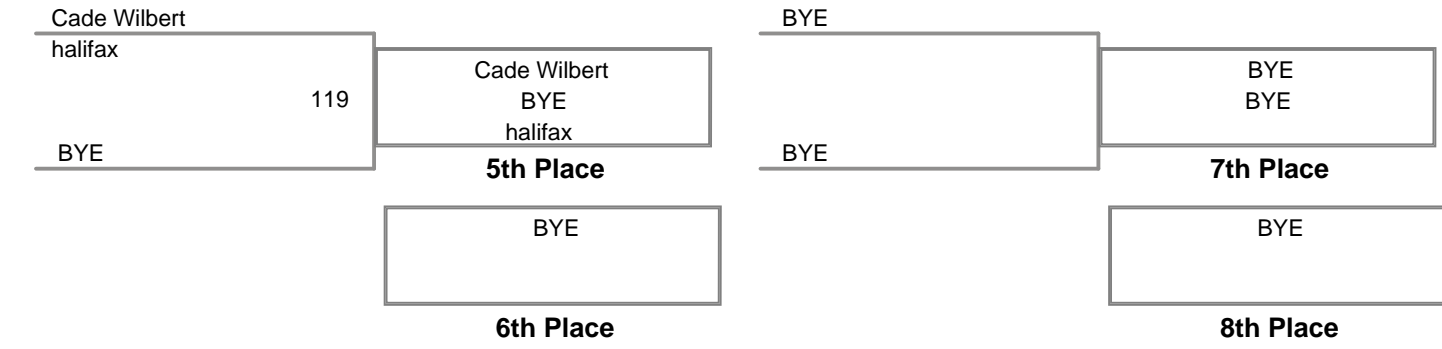 Cade Wilbert
halifax
119
BYE
Cade Wilbert
BYE
halifax
5th Place
BYE
6th Place
BYE
BYE
BYE
BYE
7th Place
BYE
8th Place